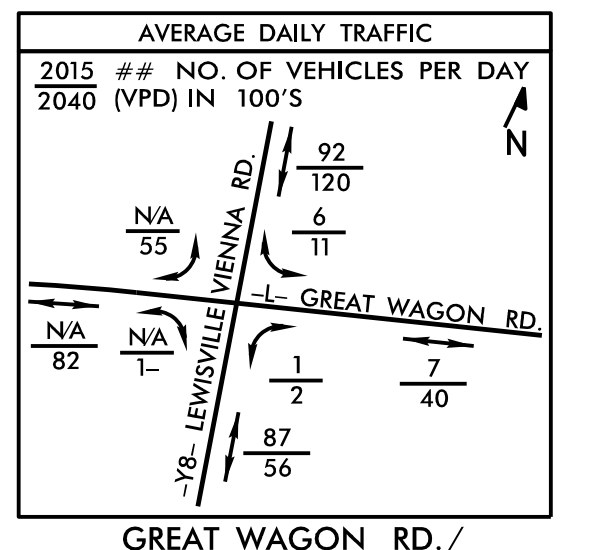 AVERAGE DAILY TRAFFIC
2015 ## NO. OF VEHICLES PER DAY
2040 (VPD) IN 100'S
N
92
120
N/A
55
6
11
-Y8- LEWISVILLE VIENNA RD.
-L- GREAT WAGON RD.
N/A
82
N/A
1-
1
2
7
40
87
56
GREAT WAGON RD./